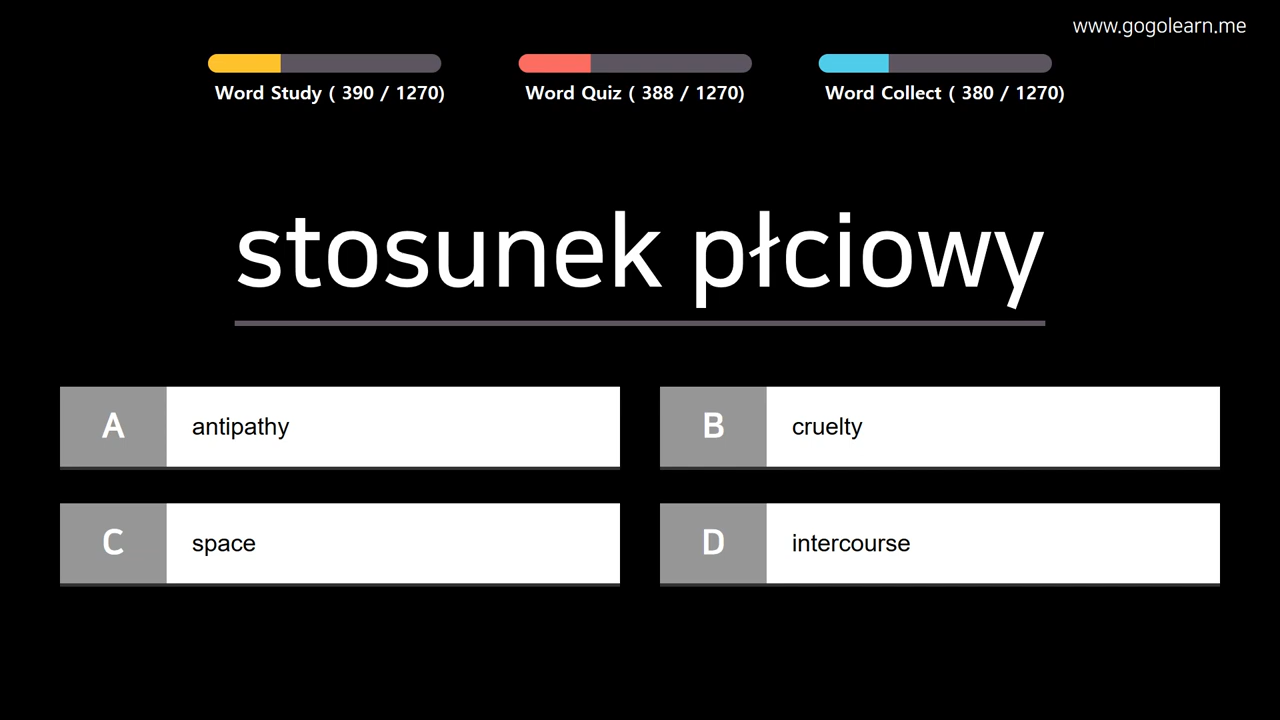 www.gogolearn.me
Word Study ( 390 / 1270)
Word Quiz ( 388 / 1270)
Word Collect ( 380 / 1270)
stosunek płciowy
A antipathy
B cruelty
C space
D intercourse